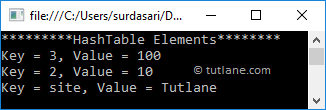 file:///C:/Users/surdasari/D...
*********HashTable Elements********
Key = 3, Value = 100
Key = 2, Value = 10
© tutlane.com
Key = site, Value = Tutlane